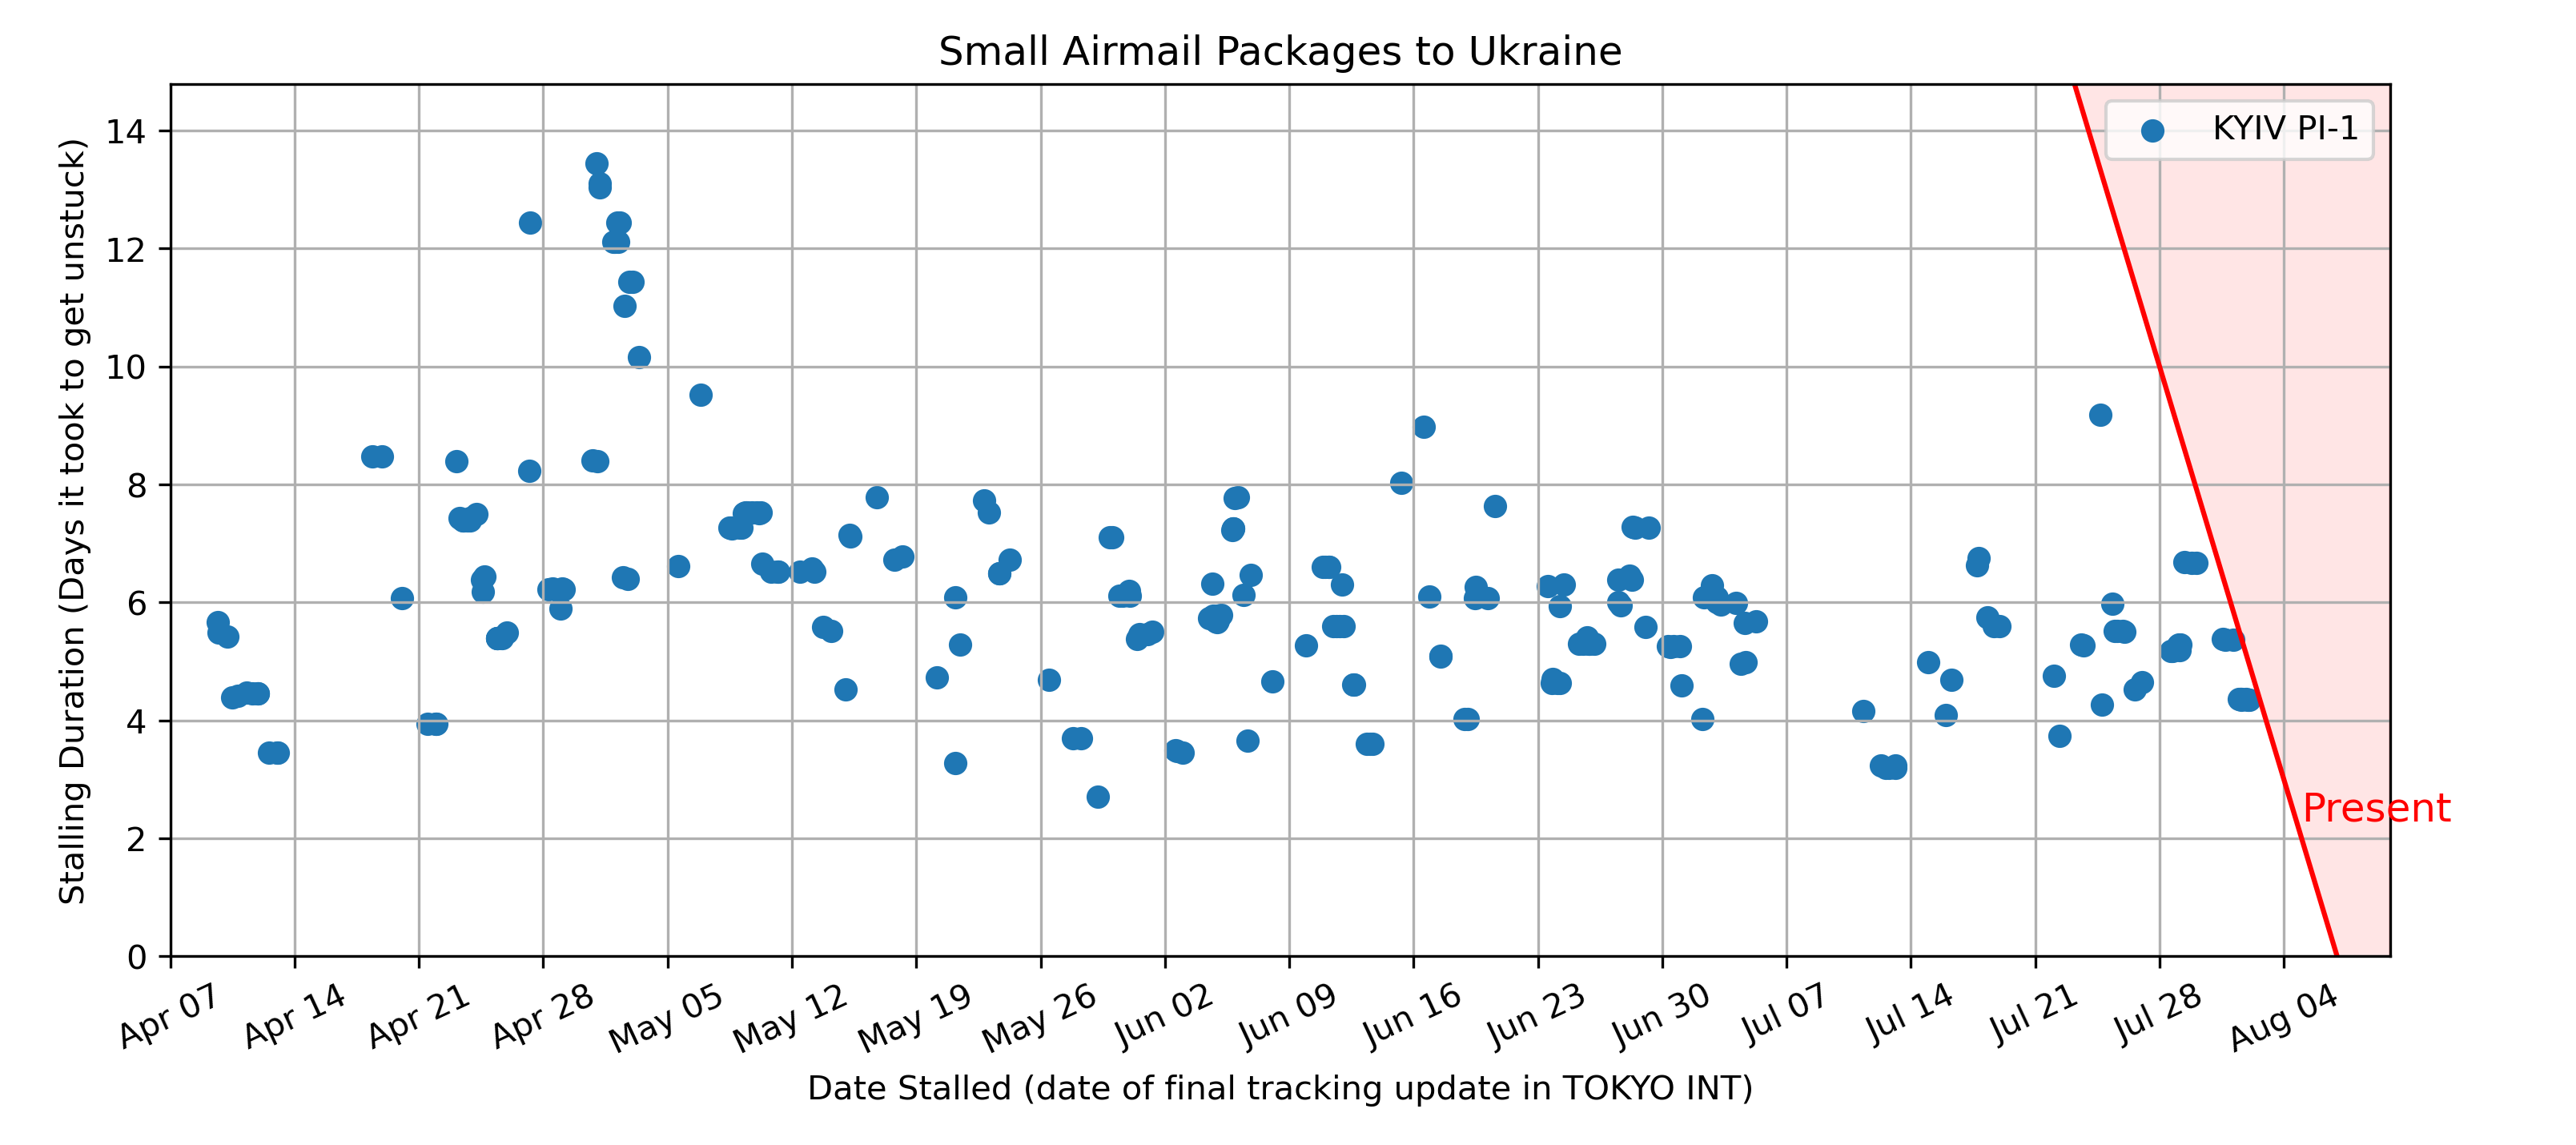 Small Airmail Packages to Ukraine
KYIV PI-1
Present
Stalling Duration (Days it took to get unstuck)
14
12
10
8
6
4
2
0
Apr 07
Apr 14
Apr 21
Apr 28
May 05
May 12
May 19
May 26
Jun 02
Jun 09
Jun 16
Jun 23
Jun 30
Jul 07
Jul 14
Jul 21
Jul 28
Aug 04
Date Stalled (date of final tracking update in TOKYO INT)